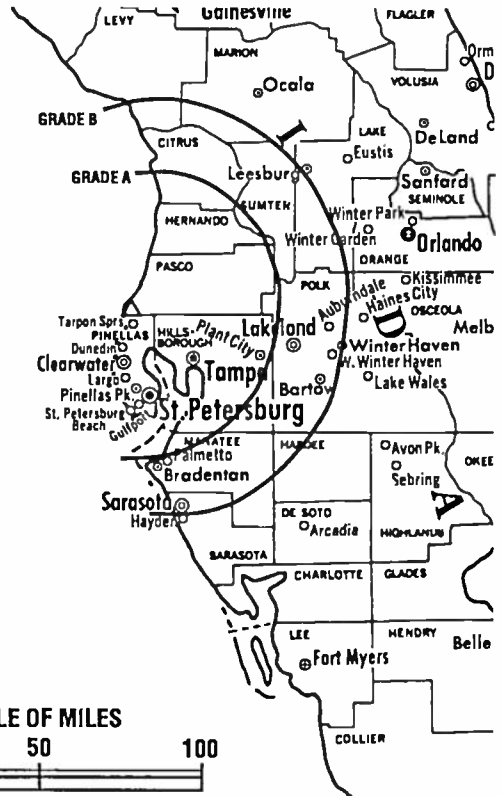 LEVY
Gainesville
FLAGLER
MARION
Orm
D
VOLUSIA
Ocala
GRADE B
DeLand
CITRUS
LAKE
Eustis
I
GRADE A
Leesburg
Sanford
SEMINOLE
SUMTER
HERNANDO
Winter Park
Winter Garden
Orlando
PASCO
ORANGE
POLK
Kissimmee
OSCEOLA
Auburndale
Haines City
Tarpon Sprs.
PINELLAS
HILLS-
BOROUGH
Plant City
Lakeland
D
Melb
Dunedin
Clearwater
Tampa
Winter Haven
W. Winter Haven
Largo
Pinellas Pk.
Bartow
Lake Wales
St. Petersburg
St. Petersburg
Beach
Gulfport
MANATEE
HARDEE
Avon Pk.
Palmetto
OKEE
Bradentan
Sebring
A
Sarasota
DE SOTO
Hayden
Arcadia
HIGHLANDS
SARASOTA
CHARLOTTE
GLADES
LEE
HENDRY
Belle
Fort Myers
LE OF MILES
50
100
COLLIER